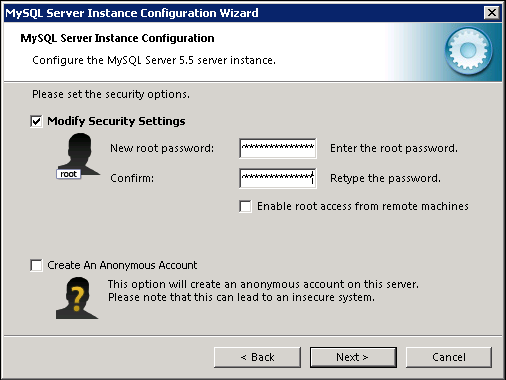 MySQL Server Instance Configuration Wizard
MySQL Server Instance Configuration
Configure the MySQL Server 5.5 server instance.
Please set the security options.
Modify Security Settings
root
New root password: ************** Enter the root password.
Confirm: ************** Retype the password.
Enable root access from remote machines
Create An Anonymous Account
?
This option will create an anonymous account on this server.
Please note that this can lead to an insecure system.
< Back Next > Cancel